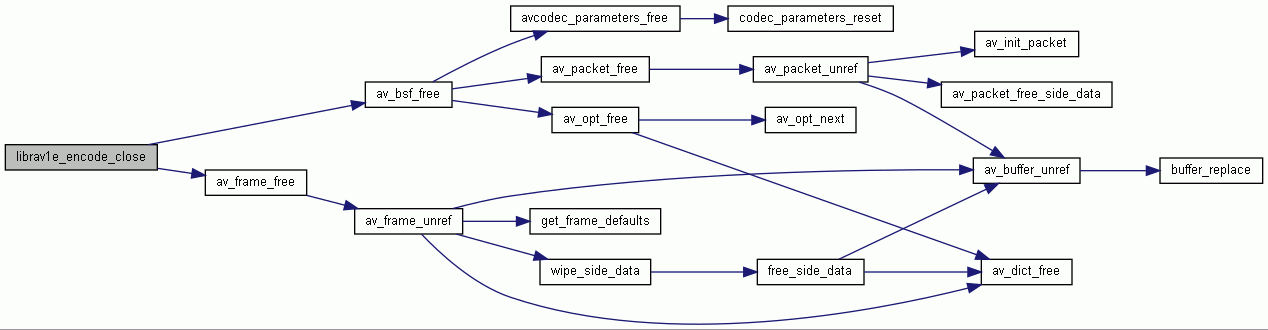 avcodec_parameters_free
codec_parameters_reset
av_init_packet
av_packet_free
av_packet_unref
av_bsf_free
av_packet_free_side_data
av_opt_free
av_opt_next
librav1e_encode_close
av_buffer_unref
buffer_replace
av_frame_free
av_frame_unref
get_frame_defaults
wipe_side_data
free_side_data
av_dict_free